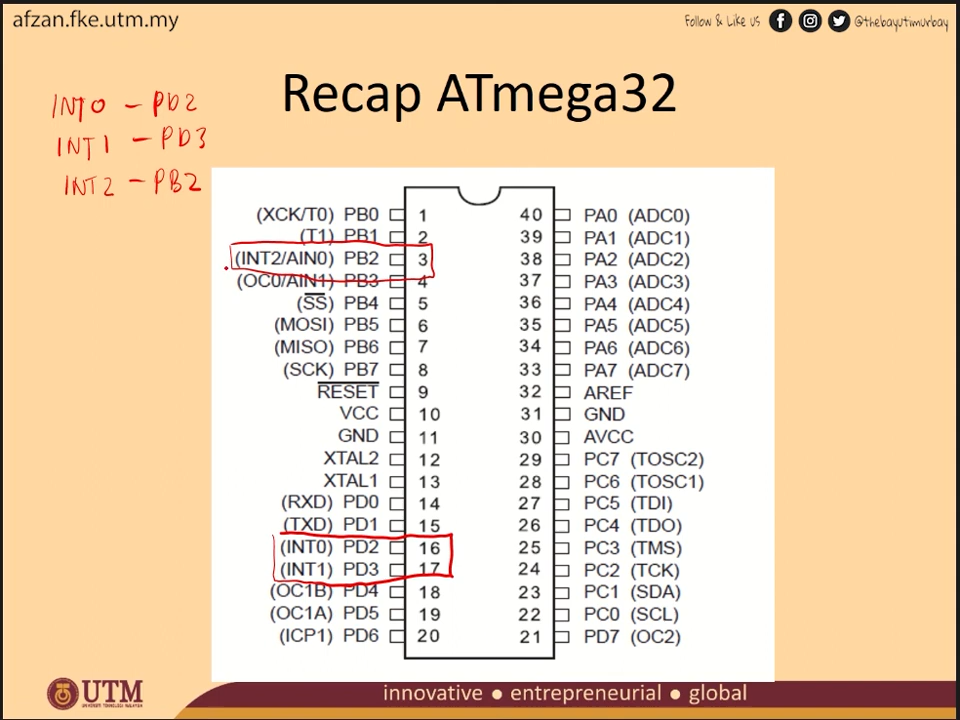 afzan.fke.utm.my
Follow & Like Us @thebayutimurbay
Recap ATmega32
INT0 - PD2
INT1 - PD3
INT2 - PB2
(XCK/T0) PB0 1 40 PA0 (ADC0)
(T1) PB1 2 39 PA1 (ADC1)
(INT2/AIN0) PB2 3 38 PA2 (ADC2)
(OC0/AIN1) PB3 4 37 PA3 (ADC3)
(SS) PB4 5 36 PA4 (ADC4)
(MOSI) PB5 6 35 PA5 (ADC5)
(MISO) PB6 7 34 PA6 (ADC6)
(SCK) PB7 8 33 PA7 (ADC7)
RESET 9 32 AREF
VCC 10 31 GND
GND 11 30 AVCC
XTAL2 12 29 PC7 (TOSC2)
XTAL1 13 28 PC6 (TOSC1)
(RXD) PD0 14 27 PC5 (TDI)
(TXD) PD1 15 26 PC4 (TDO)
(INT0) PD2 16 25 PC3 (TMS)
(INT1) PD3 17 24 PC2 (TCK)
(OC1B) PD4 18 23 PC1 (SDA)
(OC1A) PD5 19 22 PC0 (SCL)
(ICP1) PD6 20 21 PD7 (OC2)
UTM
UNIVERSITI TEKNOLOGI MALAYSIA
innovative ● entrepreneurial ● global